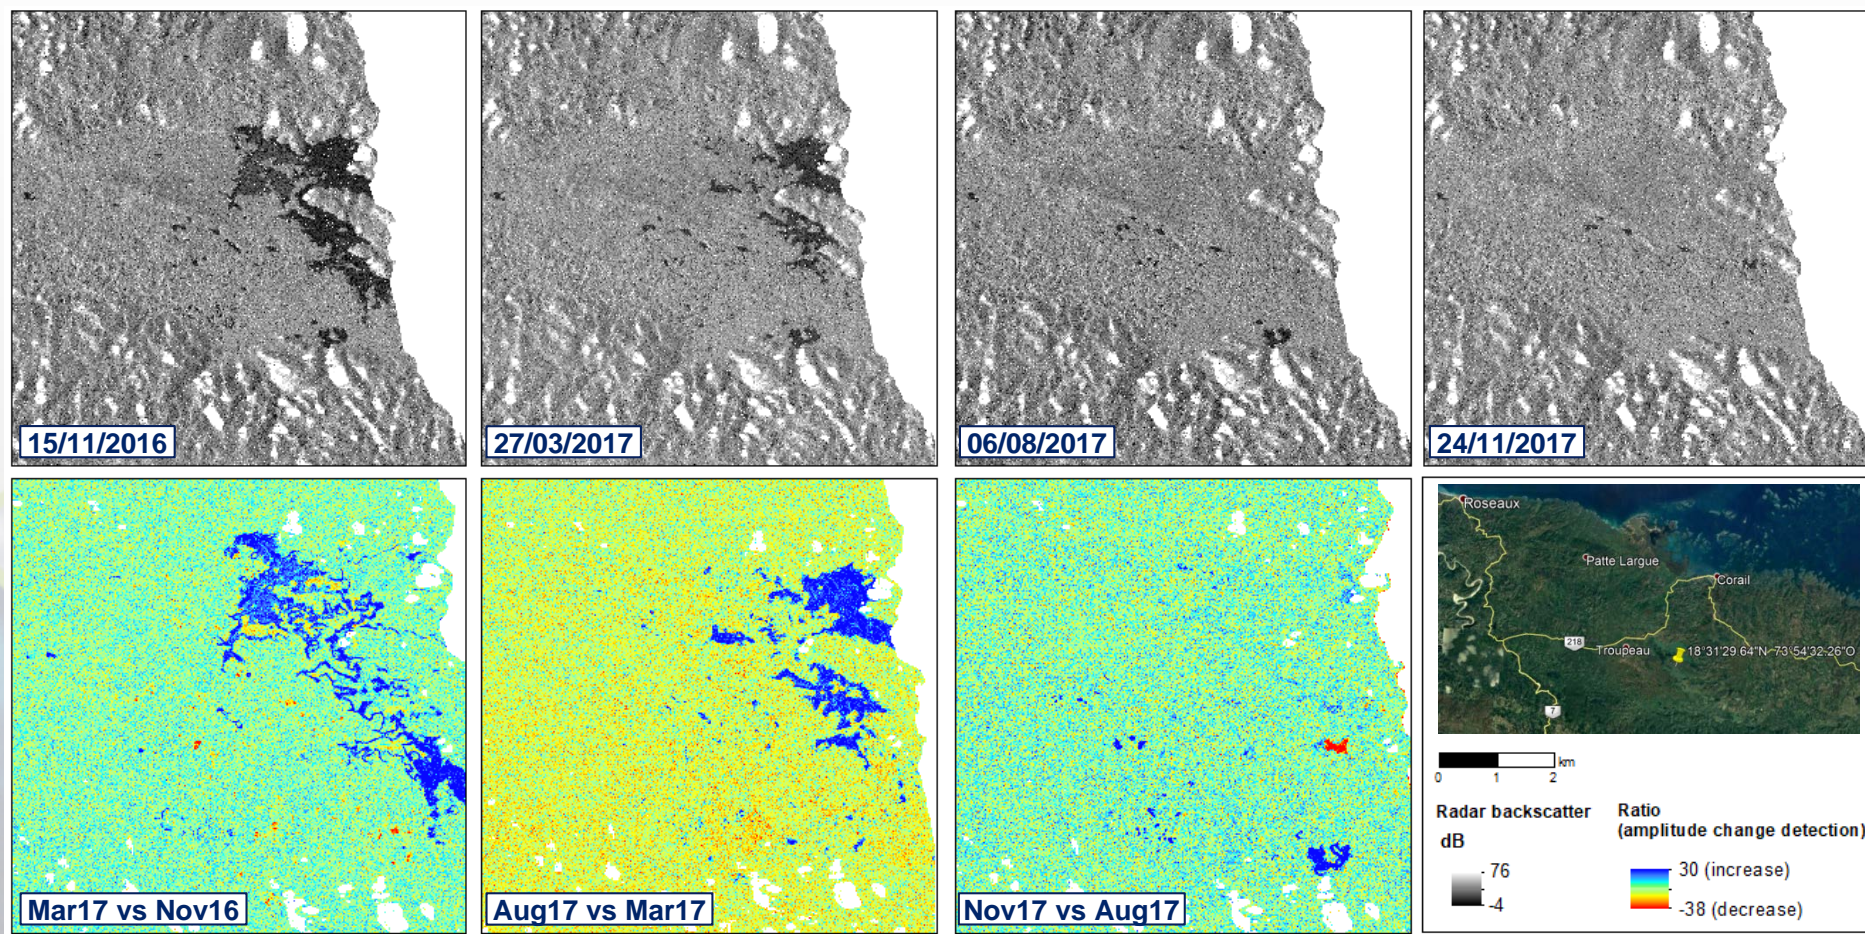 15/11/2016
27/03/2017
06/08/2017
24/11/2017
Mar17 vs Nov16
Aug17 vs Mar17
Nov17 vs Aug17
Roseaux
Patte Largue
Corail
218
Troupeau
18°31'29.64"N 73°54'32.26"O
7
0 1 2 km
Radar backscatter
dB
76
-4
Ratio
(amplitude change detection)
30 (increase)
-38 (decrease)